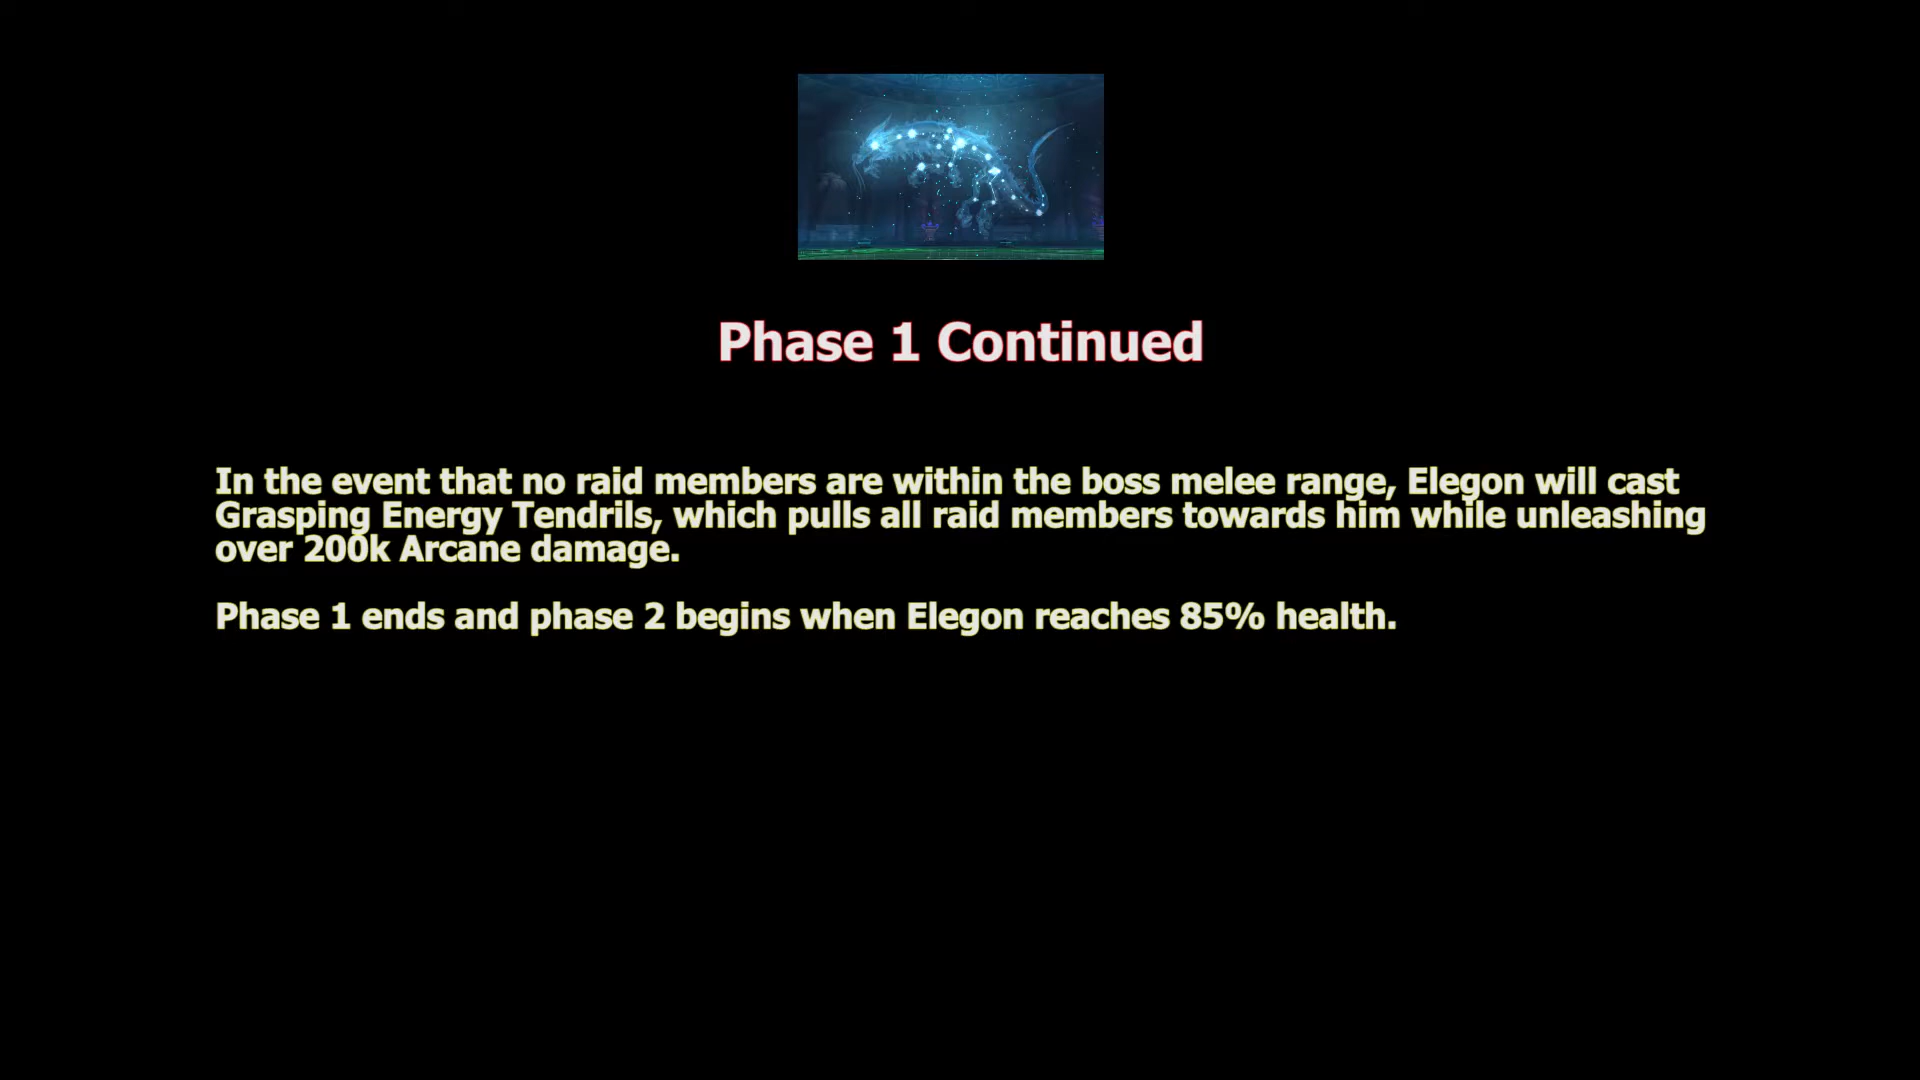 Phase 1 Continued
In the event that no raid members are within the boss melee range, Elegon will cast
Grasping Energy Tendrils, which pulls all raid members towards him while unleashing
over 200k Arcane damage.
Phase 1 ends and phase 2 begins when Elegon reaches 85% health.